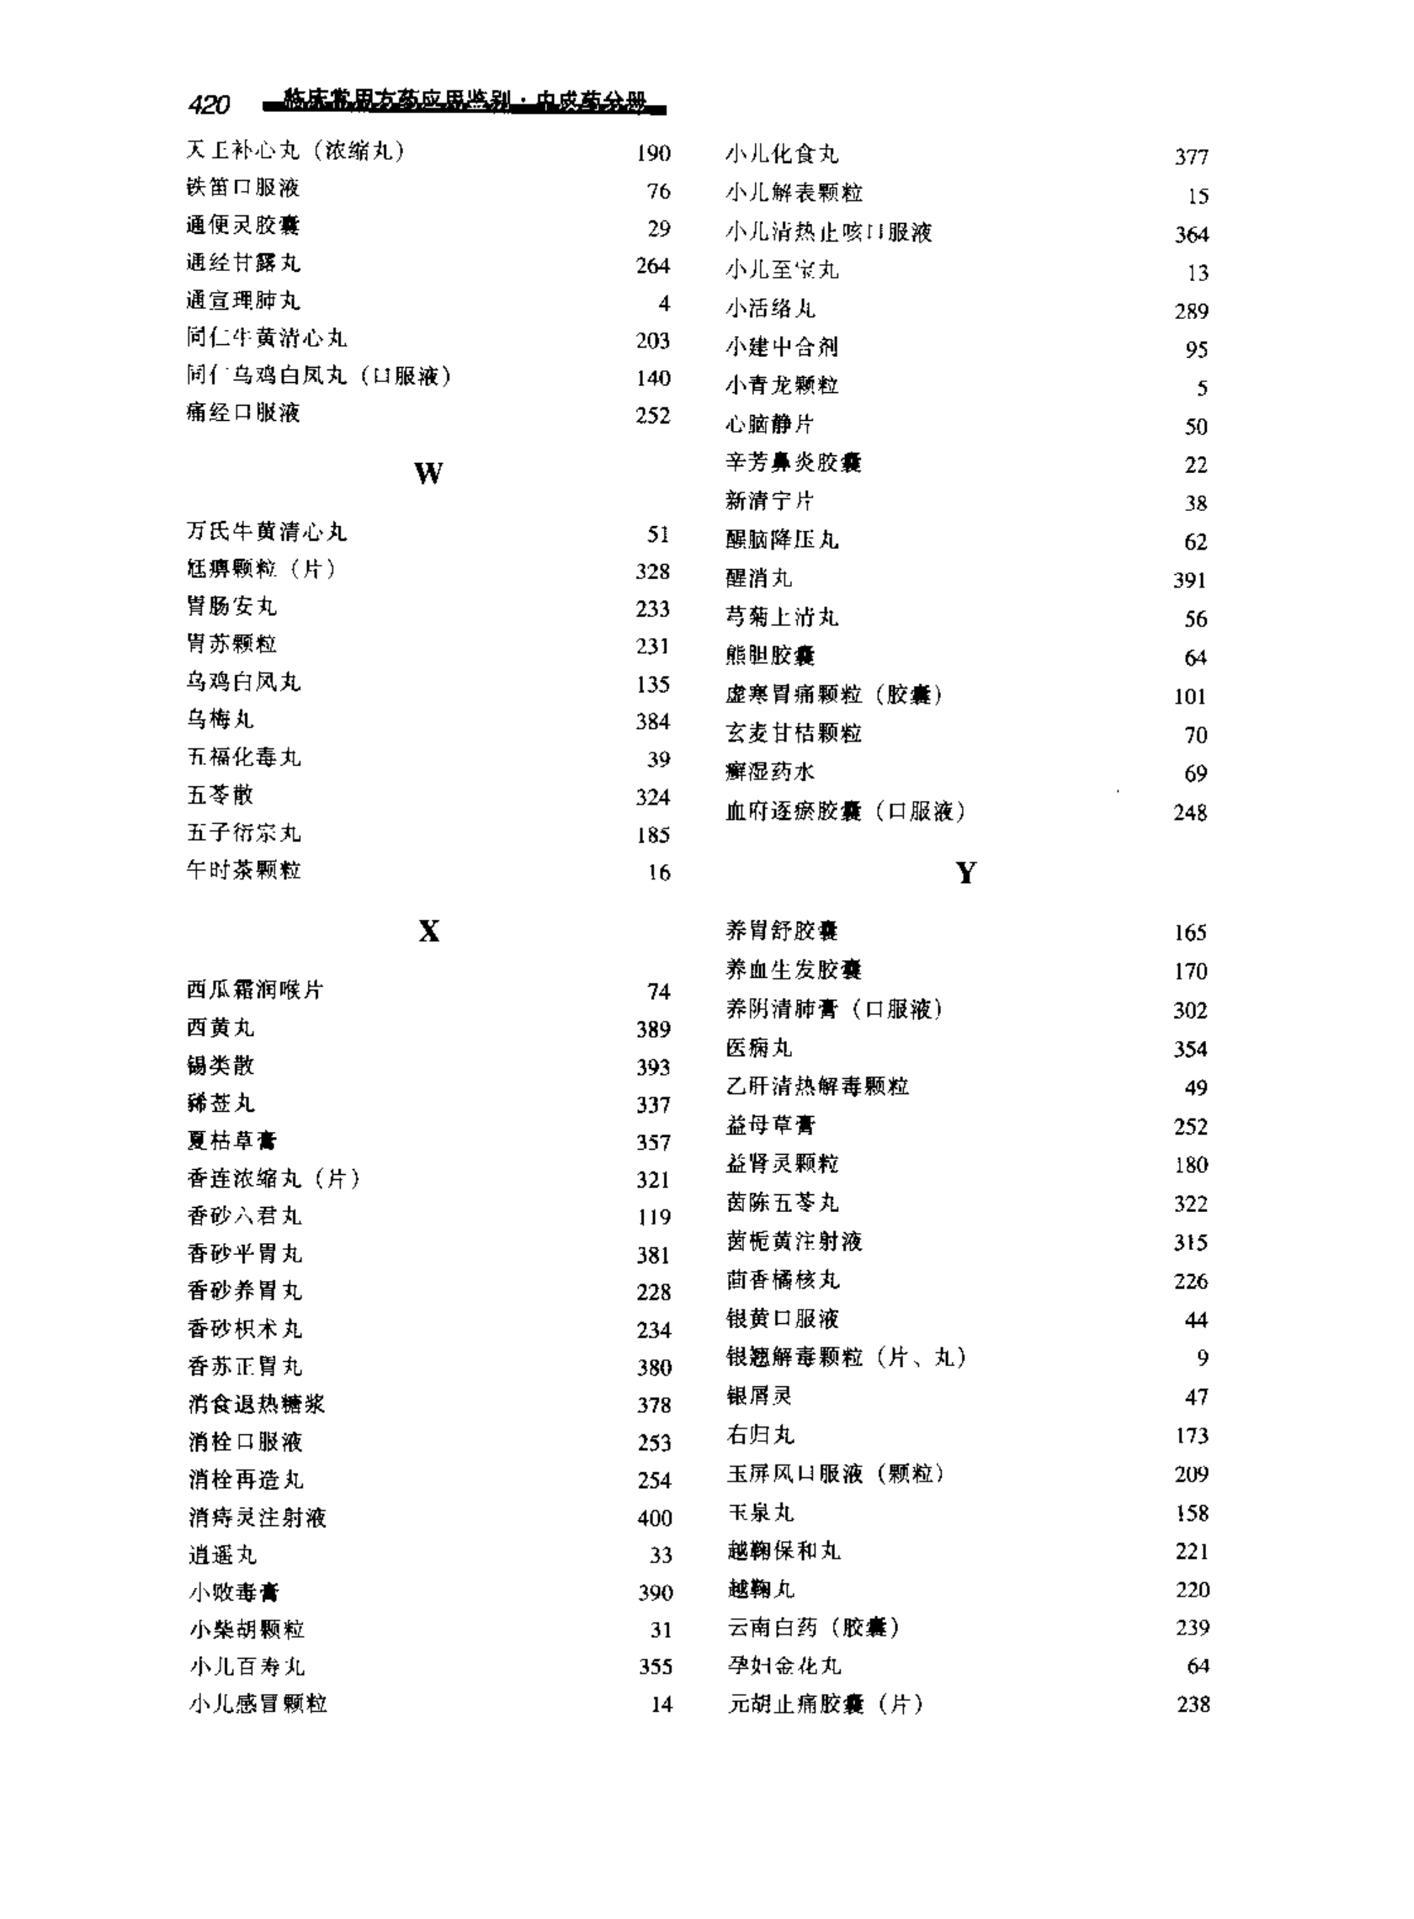 420 临床常用方药应用鉴别·中成药分册
天王补心丸（浓缩丸） 190
铁笛口服液 76
通便灵胶囊 29
通经甘露丸 264
通宣理肺丸 4
同仁牛黄清心丸 203
同仁乌鸡白凤丸（口服液） 140
痛经口服液 252
W
万氏牛黄清心丸 51
尪痹颗粒（片） 328
胃肠安丸 233
胃苏颗粒 231
乌鸡白凤丸 135
乌梅丸 384
五福化毒丸 39
五苓散 324
五子衍宗丸 185
午时茶颗粒 16
X
西瓜霜润喉片 74
西黄丸 389
锡类散 393
豨莶丸 337
夏枯草膏 357
香连浓缩丸（片） 321
香砂六君丸 119
香砂平胃丸 381
香砂养胃丸 228
香砂枳术丸 234
香苏正胃丸 380
消食退热糖浆 378
消栓口服液 253
消栓再造丸 254
消痔灵注射液 400
逍遥丸 33
小败毒膏 390
小柴胡颗粒 31
小儿百寿丸 355
小儿感冒颗粒 14
小儿化食丸 377
小儿解表颗粒 15
小儿清热止咳口服液 364
小儿至宝丸 13
小活络丸 289
小建中合剂 95
小青龙颗粒 5
心脑静片 50
辛芳鼻炎胶囊 22
新清宁片 38
醒脑降压丸 62
醒消丸 391
芎菊上清丸 56
熊胆胶囊 64
虚寒胃痛颗粒（胶囊） 101
玄麦甘桔颗粒 70
癣湿药水 69
血府逐瘀胶囊（口服液） 248
Y
养胃舒胶囊 165
养血生发胶囊 170
养阴清肺膏（口服液） 302
医痫丸 354
乙肝清热解毒颗粒 49
益母草膏 252
益肾灵颗粒 180
茵陈五苓丸 322
茵栀黄注射液 315
茴香橘核丸 226
银黄口服液 44
银翘解毒颗粒（片、丸） 9
银屑灵 47
右归丸 173
玉屏风口服液（颗粒） 209
玉泉丸 158
越鞠保和丸 221
越鞠丸 220
云南白药（胶囊） 239
孕妇金花丸 64
元胡止痛胶囊（片） 238